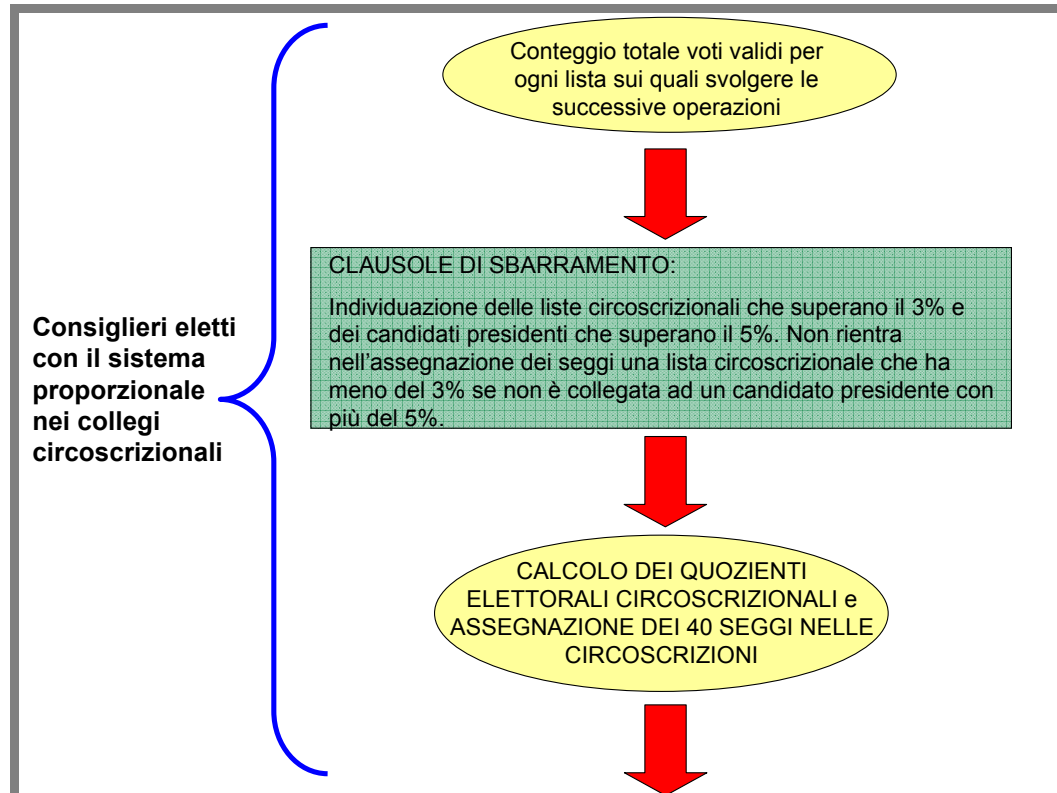 Conteggio totale voti validi per
ogni lista sui quali svolgere le
successive operazioni
CLAUSOLE DI SBARRAMENTO:
Individuazione delle liste circoscrizionali che superano il 3% e
dei candidati presidenti che superano il 5%. Non rientra
nell’assegnazione dei seggi una lista circoscrizionale che ha
meno del 3% se non è collegata ad un candidato presidente con
più del 5%.
Consiglieri eletti
con il sistema
proporzionale
nei collegi
circoscrizionali
CALCOLO DEI QUOZIENTI
ELETTORALI CIRCOSCRIZIONALI e
ASSEGNAZIONE DEI 40 SEGGI NELLE
CIRCOSCRIZIONI